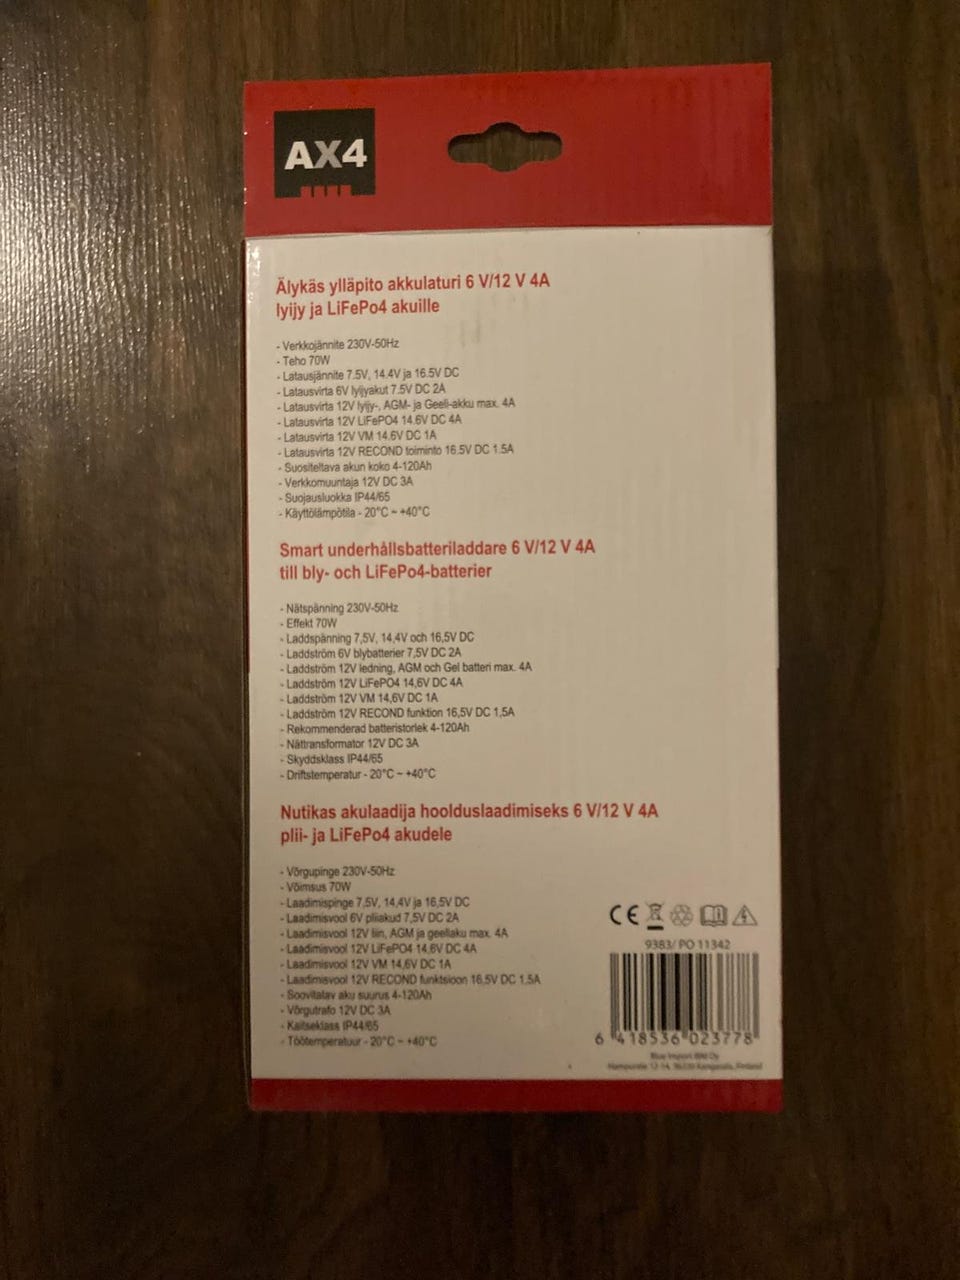 AX4
Älykäs ylläpito akkulaturi 6 V/12 V 4A
lyijy ja LiFePo4 akuille
- Verkkojännite 230V-50Hz
- Teho 70W
- Latausjännite 7.5V, 14.4V ja 16.5V DC
- Latausvirta 6V lyijyakut 7.5V DC 2A
- Latausvirta 12V lyijy-, AGM- ja Geeli-akku max. 4A
- Latausvirta 12V LiFePO4 14.6V DC 4A
- Latausvirta 12V VM 14.6V DC 1A
- Latausvirta 12V RECOND toiminto 16.5V DC 1.5A
- Suositeltava akun koko 4-120Ah
- Verkkomuuntaja 12V DC 3A
- Suojausluokka IP44/65
- Käyttölämpötila - 20°C ~ +40°C
Smart underhållsbatteriladdare 6 V/12 V 4A
till bly- och LiFePo4-batterier
- Nätspänning 230V-50Hz
- Effekt 70W
- Laddspänning 7,5V, 14,4V och 16,5V DC
- Laddström 6V blybatterier 7,5V DC 2A
- Laddström 12V ledning, AGM och Gel batteri max. 4A
- Laddström 12V LiFePO4 14,6V DC 4A
- Laddström 12V VM 14,6V DC 1A
- Laddström 12V RECOND funktion 16,5V DC 1,5A
- Rekommenderad batteristorlek 4-120Ah
- Nättransformator 12V DC 3A
- Skyddsklass IP44/65
- Driftstemperatur - 20°C ~ +40°C
Nutikas akulaadija hoolduslaadimiseks 6 V/12 V 4A
plii- ja LiFePo4 akudele
- Võrgupinge 230V-50Hz
- Võimsus 70W
- Laadimispinge 7,5V, 14,4V ja 16,5V DC
- Laadimisvool 6V pliiakud 7,5V DC 2A
- Laadimisvool 12V liin, AGM ja geellaku max. 4A
- Laadimisvool 12V LiFePO4 14,6V DC 4A
- Laadimisvool 12V VM 14,6V DC 1A
- Laadimisvool 12V RECOND funktsioon 16,5V DC 1,5A
- Soovitatav aku suurus 4-120Ah
- Võrgutrafo 12V DC 3A
- Kaitseklass IP44/65
- Töötemperatuur - 20°C ~ +40°C
CE
9383/ PO 11342
6 418536 023778
Blue Import BIM Oy
12-14, Kangasala, Finland